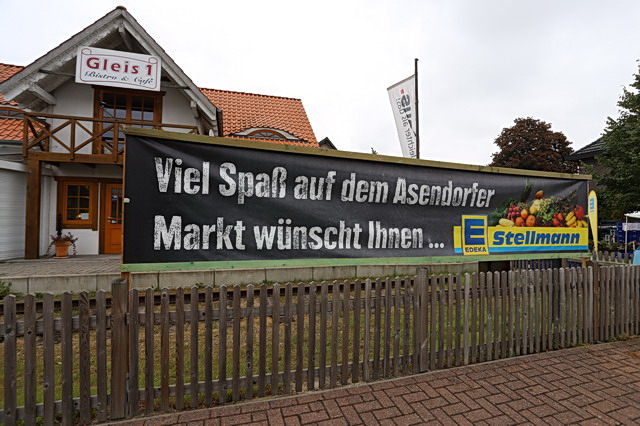 Gleis 1
Bistro & Café
Viel Spaß auf dem Asendorfer
Markt wünscht Ihnen ...
E
EDEKA
Stellmann